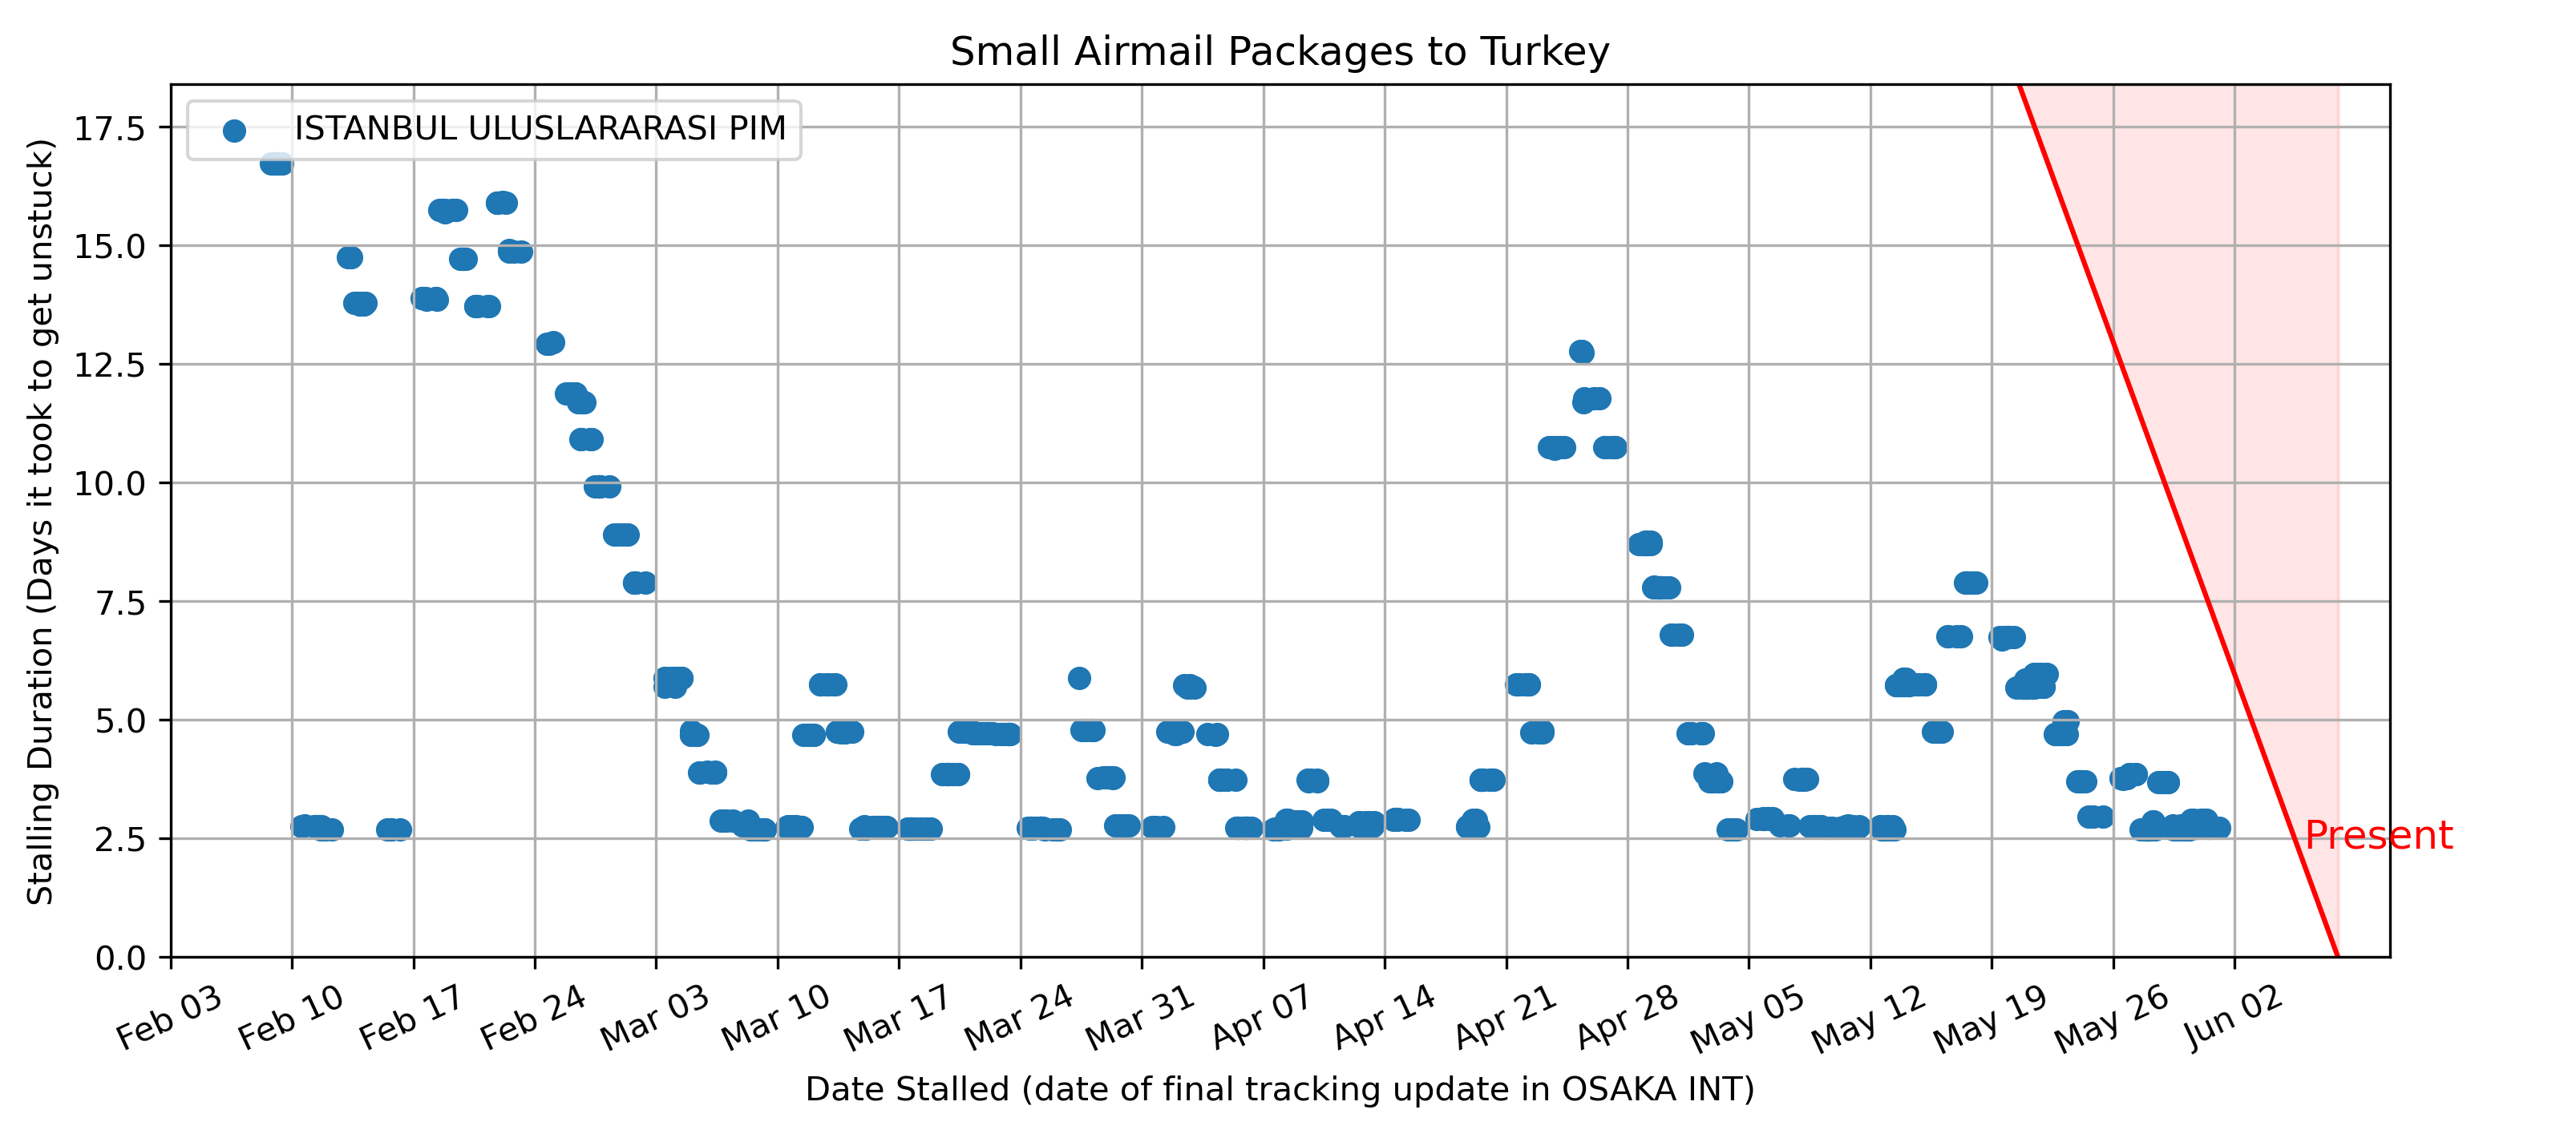 Small Airmail Packages to Turkey
ISTANBUL ULUSLARARASI PIM
Stalling Duration (Days it took to get unstuck)
17.5
15.0
12.5
10.0
7.5
5.0
2.5
0.0
Present
Feb 03
Feb 10
Feb 17
Feb 24
Mar 03
Mar 10
Mar 17
Mar 24
Mar 31
Apr 07
Apr 14
Apr 21
Apr 28
May 05
May 12
May 19
May 26
Jun 02
Date Stalled (date of final tracking update in OSAKA INT)